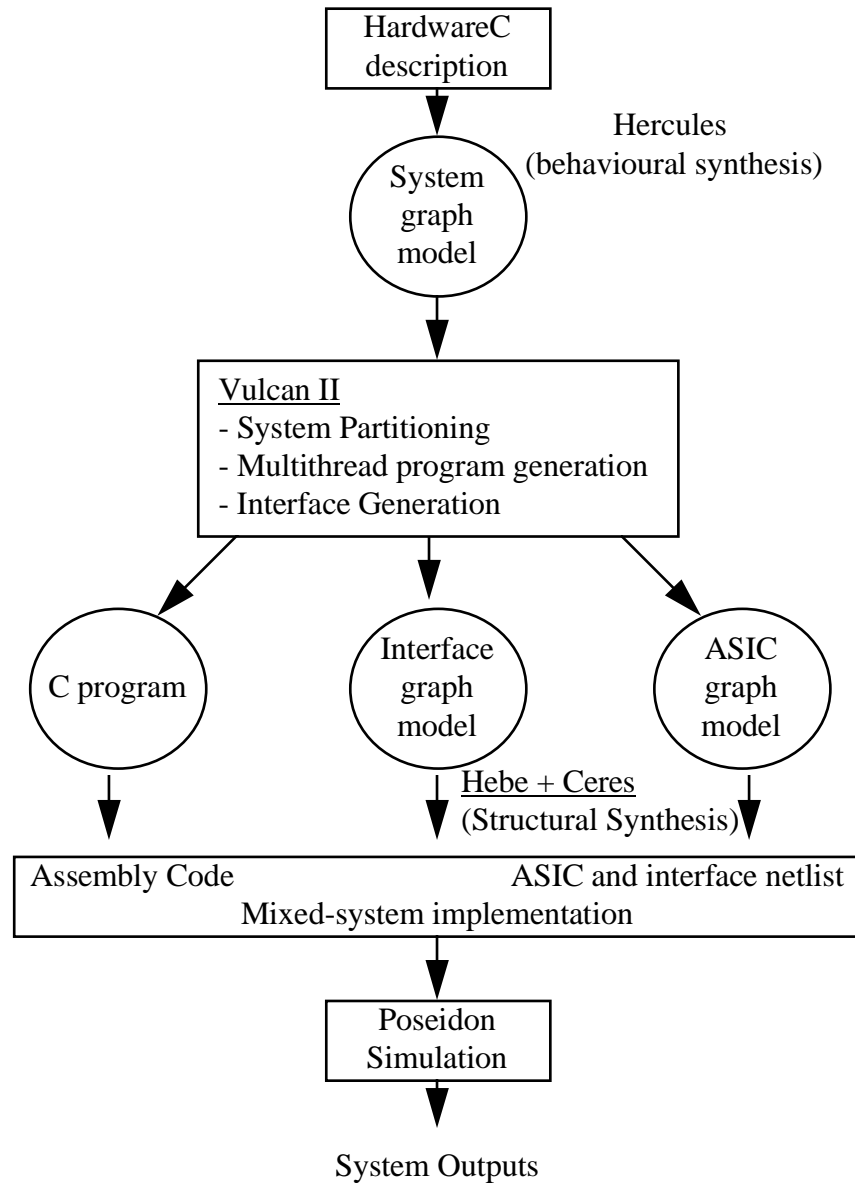 HardwareC
description
Hercules
(behavioural synthesis)
System
graph
model
Vulcan II
- System Partitioning
- Multithread program generation
- Interface Generation
C program
Interface
graph
model
ASIC
graph
model
Hebe + Ceres
(Structural Synthesis)
Assembly Code
ASIC and interface netlist
Mixed-system implementation
Poseidon
Simulation
System Outputs